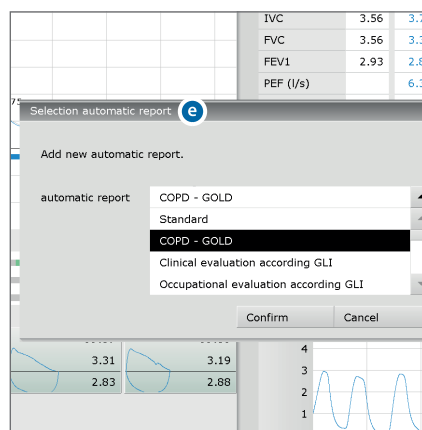 IVC 3.56
FVC 3.56
FEV1 2.93
PEF (l/s)
75
Selection automatic report e
Add new automatic report.
automatic report COPD - GOLD
Standard
COPD - GOLD
Clinical evaluation according GLI
Occupational evaluation according GLI
Confirm Cancel
3.31 3.19
2.83 2.88
4
3
2
1